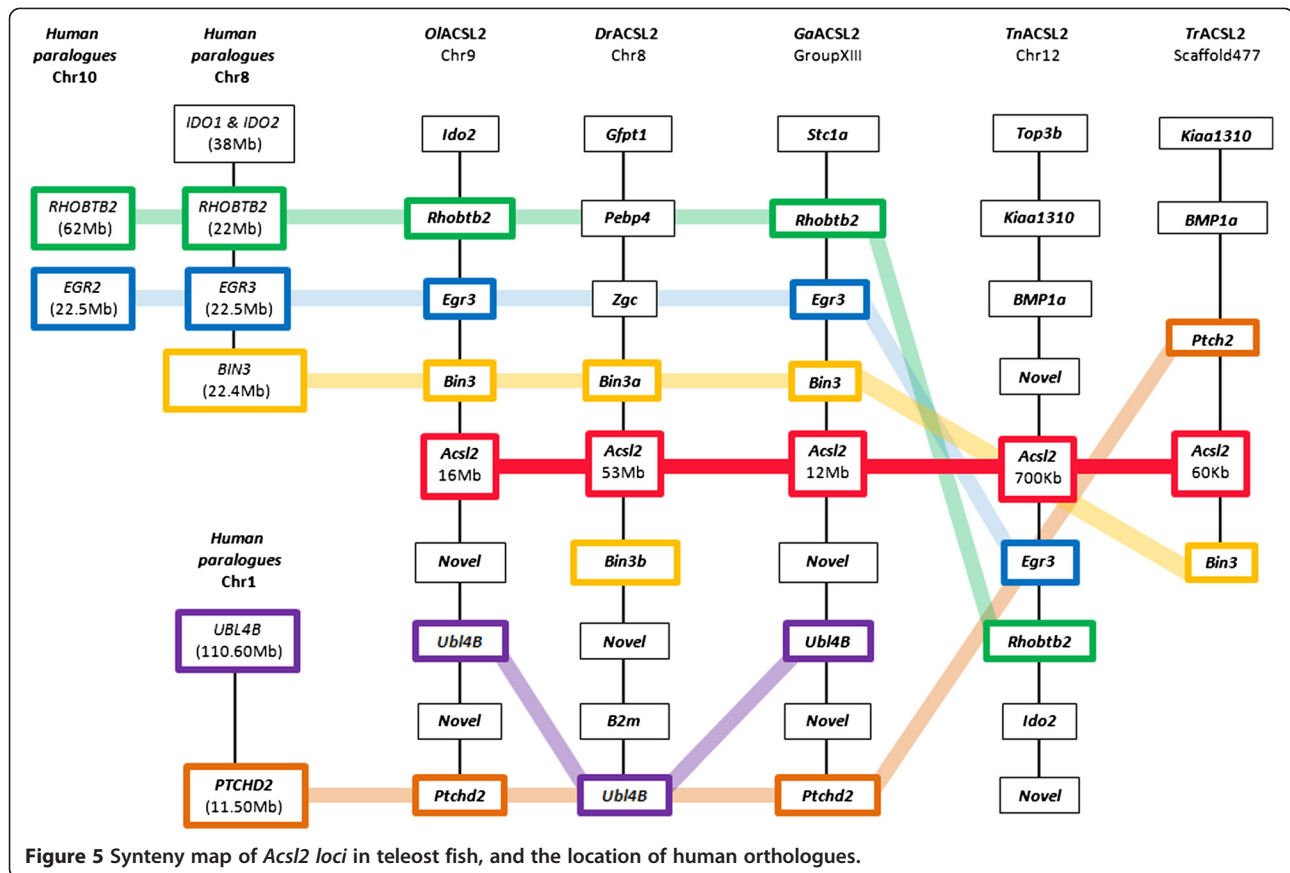 Human
paralogues
Chr10
Human
paralogues
Chr8
OlACSL2
Chr9
DrACSL2
Chr8
GaACSL2
GroupXIII
TnACSL2
Chr12
TrACSL2
Scaffold477
IDO1 & IDO2
(38Mb)
Ido2
Gfpt1
Stc1a
Top3b
Kiaa1310
RHOBTB2
(62Mb)
RHOBTB2
(22Mb)
Rhobtb2
Pebp4
Rhobtb2
Kiaa1310
BMP1a
EGR2
(22.5Mb)
EGR3
(22.5Mb)
Egr3
Zgc
Egr3
BMP1a
Ptch2
BIN3
(22.4Mb)
Bin3
Bin3a
Bin3
Novel
Acsl2
16Mb
Acsl2
53Mb
Acsl2
12Mb
Acsl2
700Kb
Acsl2
60Kb
Human
paralogues
Chr1
Novel
Bin3b
Novel
Egr3
Bin3
UBL4B
(110.60Mb)
Ubl4B
Novel
Ubl4B
Rhobtb2
Novel
B2m
Novel
Ido2
PTCHD2
(11.50Mb)
Ptchd2
Ubl4B
Ptchd2
Novel
Figure 5 Synteny map of Acsl2 loci in teleost fish, and the location of human orthologues.